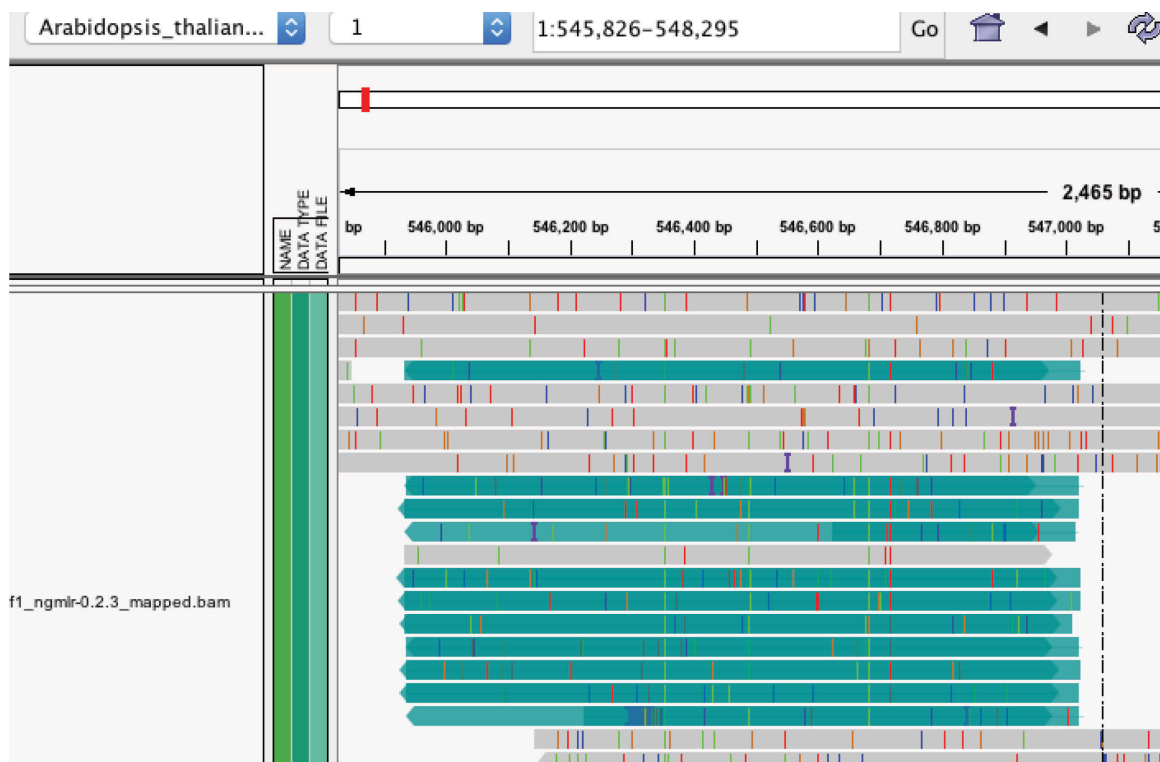 Arabidopsis_thalian... 1 1:545,826-548,295 Go
2,465 bp
bp 546,000 bp 546,200 bp 546,400 bp 546,600 bp 546,800 bp 547,000 bp 5
NAME
DATA TYPE
DATA FILE
f1_ngmlr-0.2.3_mapped.bam